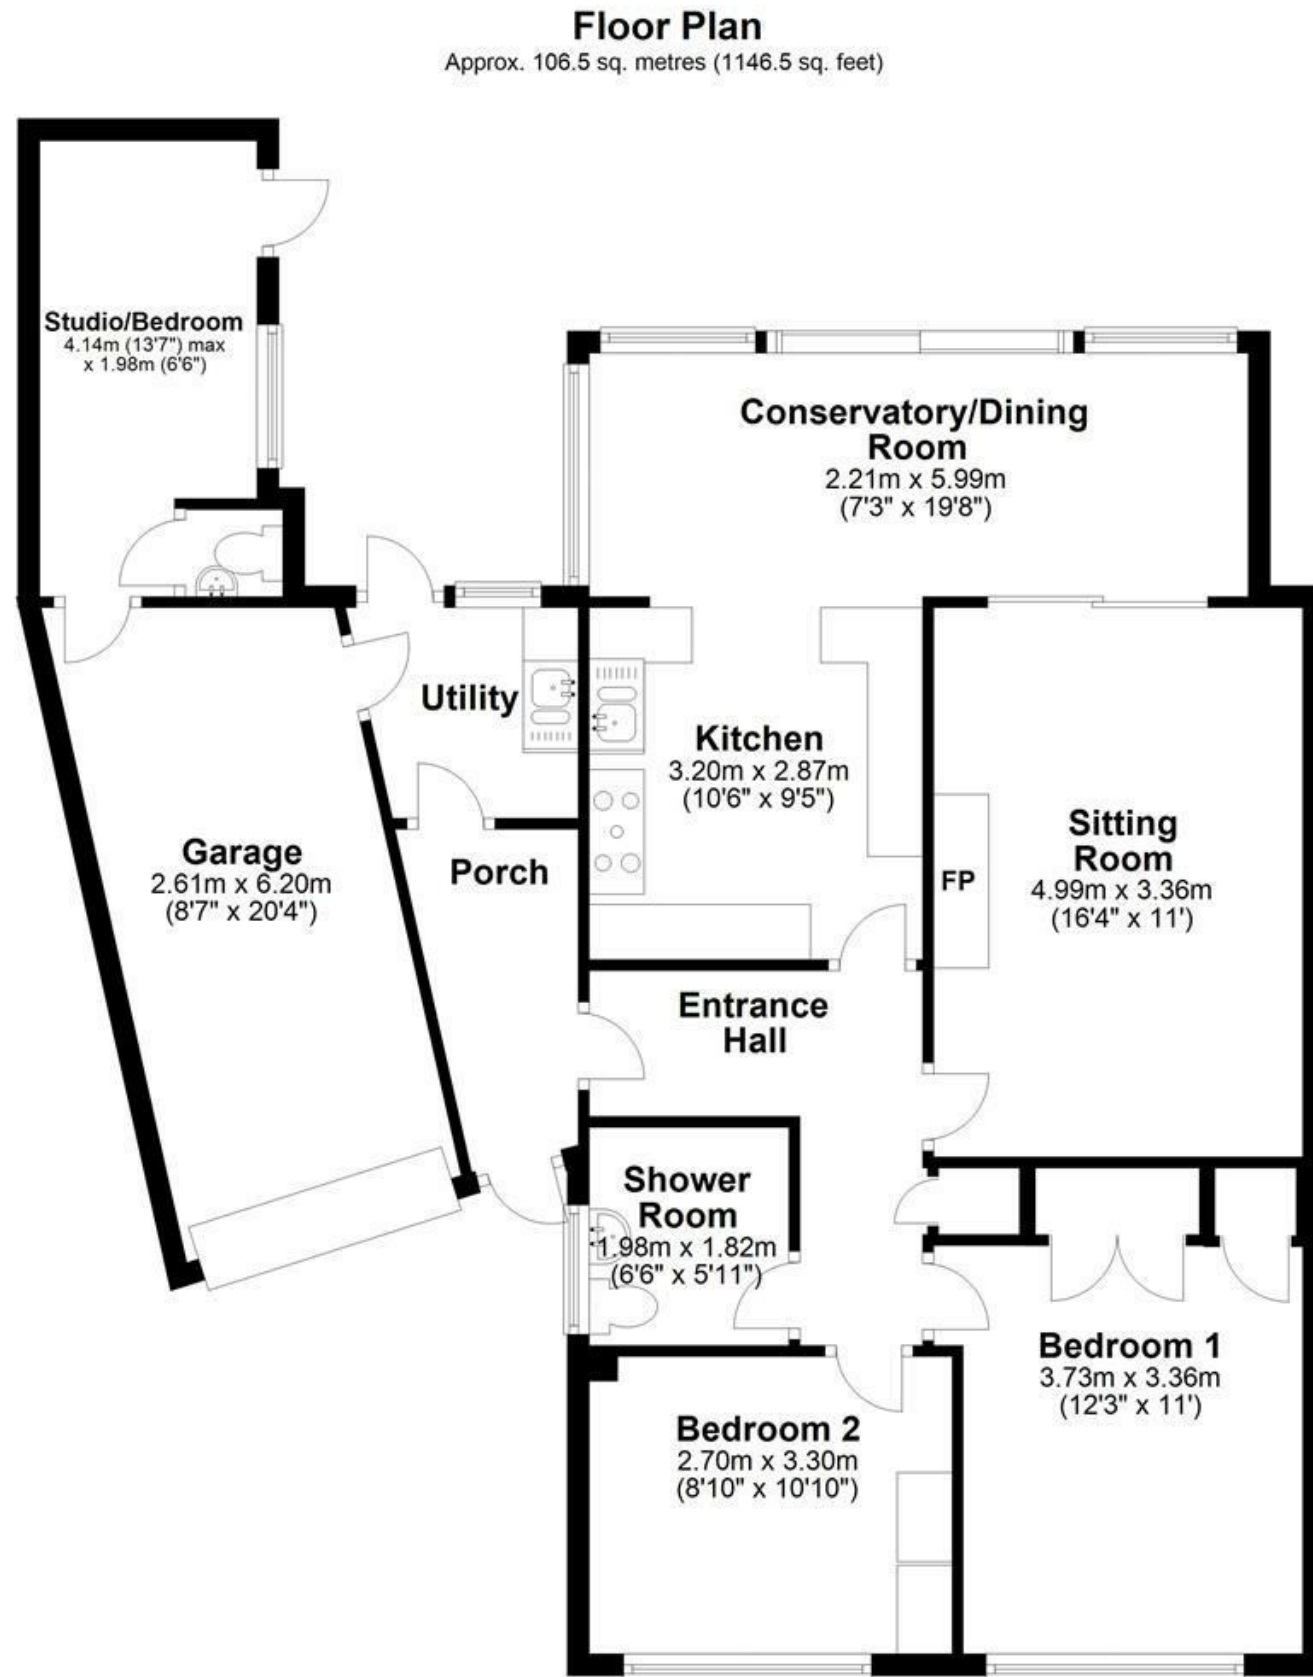 Floor Plan
Approx. 106.5 sq. metres (1146.5 sq. feet)
Studio/Bedroom
4.14m (13'7") max
x 1.98m (6'6")
Conservatory/Dining
Room
2.21m x 5.99m
(7'3" x 19'8")
Utility
Kitchen
3.20m x 2.87m
(10'6" x 9'5")
Sitting
Room
4.99m x 3.36m
(16'4" x 11')
FP
Garage
2.61m x 6.20m
(8'7" x 20'4")
Porch
Entrance
Hall
Shower
Room
1.98m x 1.82m
(6'6" x 5'11")
Bedroom 1
3.73m x 3.36m
(12'3" x 11')
Bedroom 2
2.70m x 3.30m
(8'10" x 10'10")